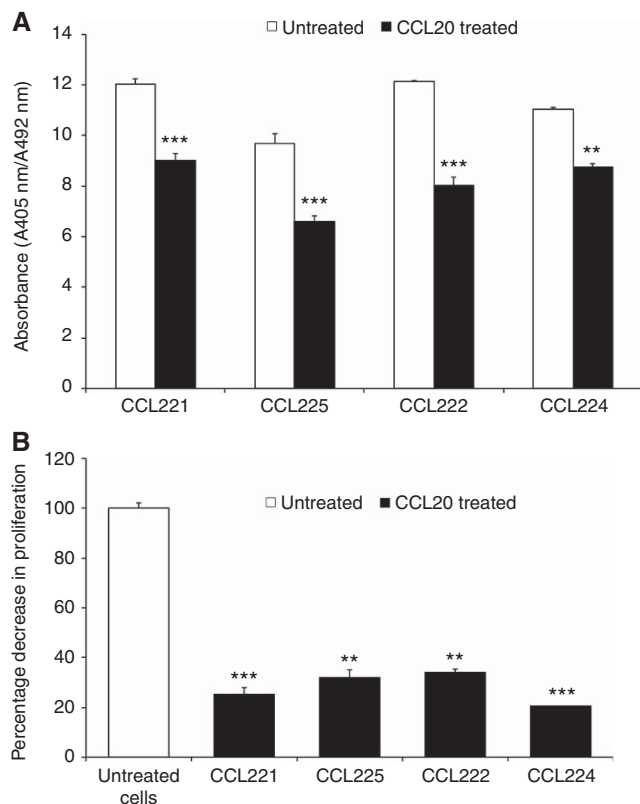 A
Untreated CCL20 treated
Absorbance (A405 nm/A492 nm)
14
12
10
8
6
4
2
0
***
***
***
**
CCL221 CCL225 CCL222 CCL224
B
Untreated CCL20 treated
Percentage decrease in proliferation
120
100
80
60
40
20
0
***
**
**
***
Untreated cells CCL221 CCL225 CCL222 CCL224